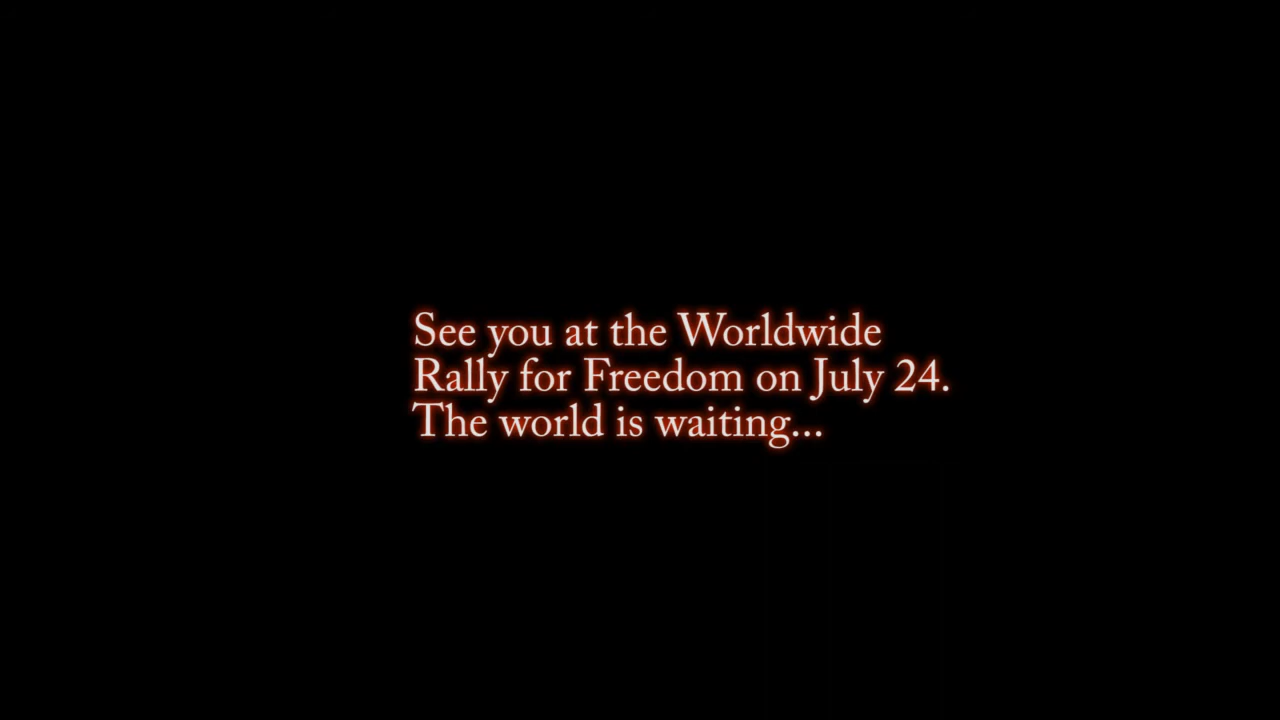 See you at the Worldwide
Rally for Freedom on July 24.
The world is waiting...